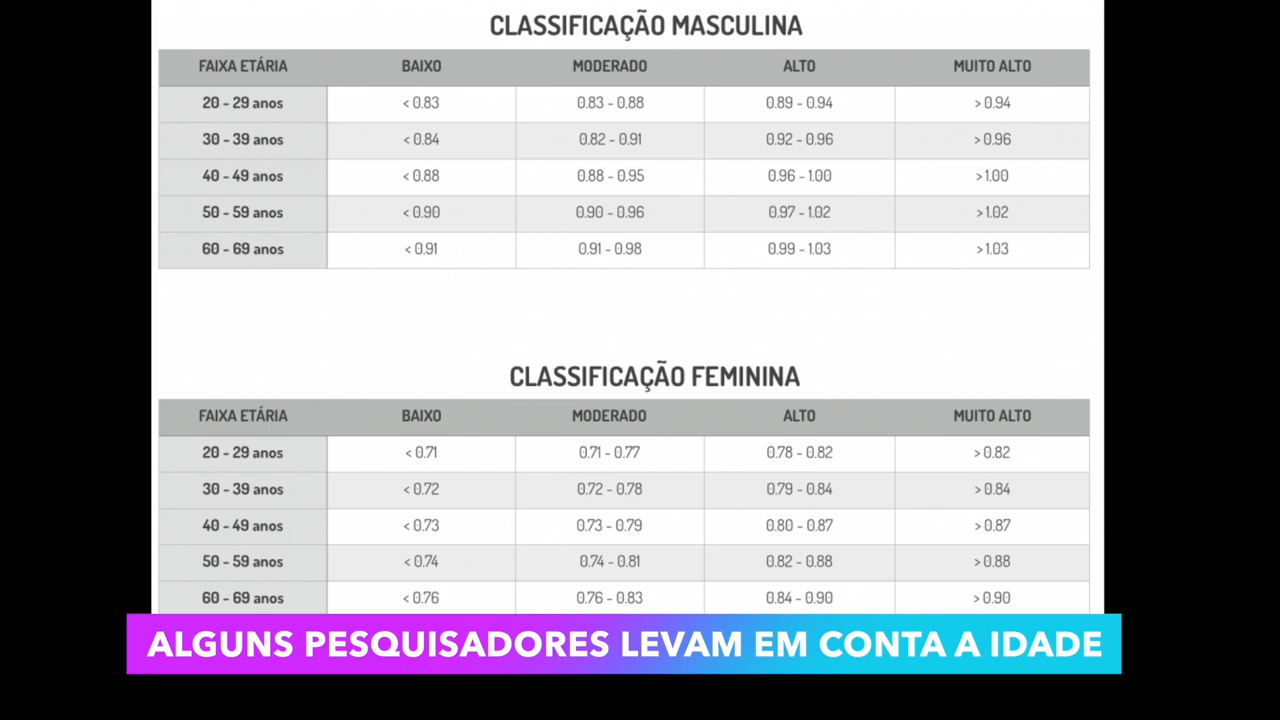 CLASSIFICAÇÃO MASCULINA
FAIXA ETÁRIA BAIXO MODERADO ALTO MUITO ALTO
20 - 29 anos < 0.83 0.83 - 0.88 0.89 - 0.94 > 0.94
30 - 39 anos < 0.84 0.82 - 0.91 0.92 - 0.96 > 0.96
40 - 49 anos < 0.88 0.88 - 0.95 0.96 - 1.00 > 1.00
50 - 59 anos < 0.90 0.90 - 0.96 0.97 - 1.02 > 1.02
60 - 69 anos < 0.91 0.91 - 0.98 0.99 - 1.03 > 1.03
CLASSIFICAÇÃO FEMININA
FAIXA ETÁRIA BAIXO MODERADO ALTO MUITO ALTO
20 - 29 anos < 0.71 0.71 - 0.77 0.78 - 0.82 > 0.82
30 - 39 anos < 0.72 0.72 - 0.78 0.79 - 0.84 > 0.84
40 - 49 anos < 0.73 0.73 - 0.79 0.80 - 0.87 > 0.87
50 - 59 anos < 0.74 0.74 - 0.81 0.82 - 0.88 > 0.88
60 - 69 anos < 0.76 0.76 - 0.83 0.84 - 0.90 > 0.90
ALGUNS PESQUISADORES LEVAM EM CONTA A IDADE